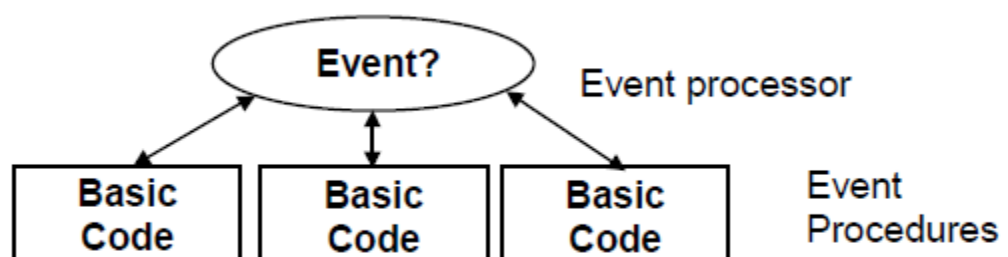 Event?
Event processor
Basic
Code
Basic
Code
Basic
Code
Event
Procedures